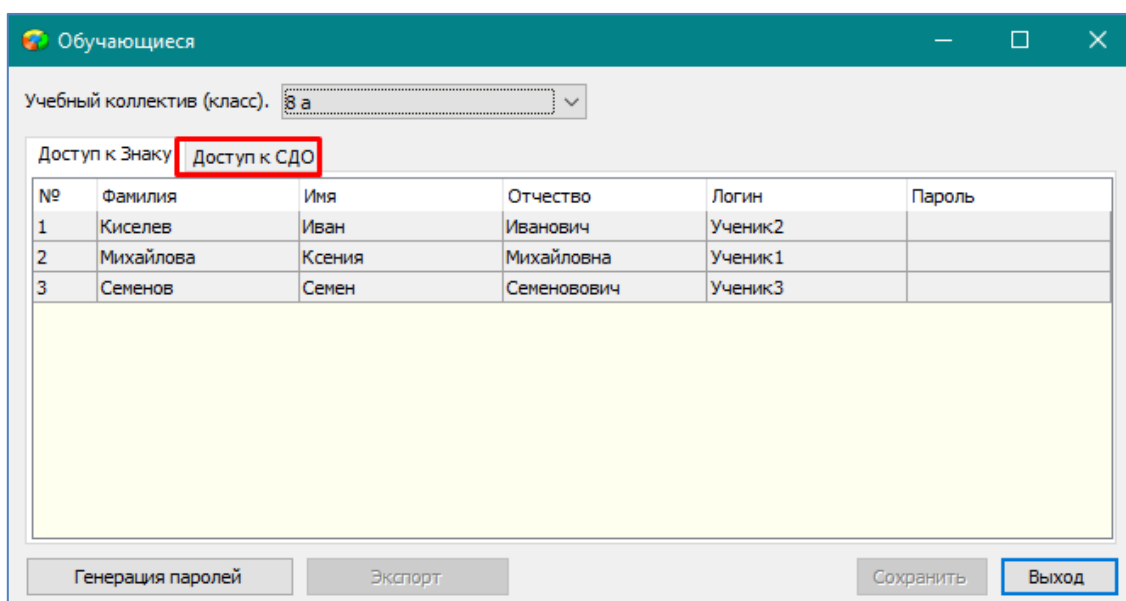 Обучающиеся
Учебный коллектив (класс). 8 а
Доступ к Знаку Доступ к СДО
№ Фамилия Имя Отчество Логин Пароль
1 Киселев Иван Иванович Ученик2
2 Михайлова Ксения Михайловна Ученик1
3 Семенов Семен Семеновович Ученик3
Генерация паролей Экспорт Сохранить Выход